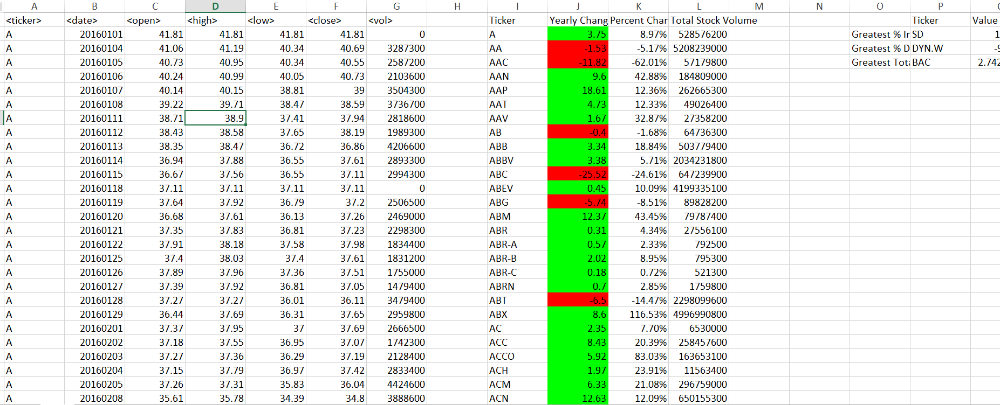 A B C D E F G H I J K L M N O P
<ticker> <date> <open> <high> <low> <close> <vol> Ticker Yearly Chang Percent Char Total Stock Volume Ticker Value
A 20160101 41.81 41.81 41.81 41.81 0 A 3.75 8.97% 528576200 Greatest % Ir SD 1
A 20160104 41.06 41.19 40.34 40.69 3287300 AA -1.53 -5.17% 5208239000 Greatest % D DYN.W -9
A 20160105 40.73 40.95 40.34 40.55 2587200 AAC -11.82 -62.01% 57179800 Greatest Tot BAC 2.742
A 20160106 40.24 40.99 40.05 40.73 2103600 AAN 9.6 42.88% 184809000
A 20160107 40.14 40.15 38.81 39 3504300 AAP 18.61 12.36% 262665300
A 20160108 39.22 39.71 38.47 38.59 3736700 AAT 4.73 12.33% 49026400
A 20160111 38.71 38.9 37.41 37.94 2818600 AAV 1.67 32.87% 27358200
A 20160112 38.43 38.58 37.65 38.19 1989300 AB -0.4 -1.68% 64736300
A 20160113 38.35 38.47 36.72 36.86 4206600 ABB 3.34 18.84% 503779400
A 20160114 36.94 37.88 36.55 37.61 2893300 ABBV 3.38 5.71% 2034231800
A 20160115 36.67 37.56 36.55 37.11 2994300 ABC -25.52 -24.61% 647239900
A 20160118 37.11 37.11 37.11 37.11 0 ABEV 0.45 10.09% 4199335100
A 20160119 37.64 37.92 36.79 37.2 2506500 ABG -5.74 -8.51% 89828200
A 20160120 36.68 37.61 36.13 37.26 2469000 ABM 12.37 43.45% 79787400
A 20160121 37.35 37.83 36.81 37.23 2298300 ABR 0.31 4.34% 27556100
A 20160122 37.91 38.18 37.58 37.98 1834400 ABR-A 0.57 2.33% 792500
A 20160125 37.4 38.03 37.4 37.61 1831200 ABR-B 2.02 8.95% 795300
A 20160126 37.89 37.96 37.36 37.51 1755000 ABR-C 0.18 0.72% 521300
A 20160127 37.39 37.92 36.81 37.05 1479400 ABRN 0.7 2.85% 1759800
A 20160128 37.27 37.27 36.01 36.11 3479400 ABT -6.5 -14.47% 2298099600
A 20160129 36.44 37.69 36.31 37.65 2959800 ABX 8.6 116.53% 4996990800
A 20160201 37.37 37.95 37 37.69 2666500 AC 2.35 7.70% 6530000
A 20160202 37.18 37.55 36.95 37.07 1742300 ACC 8.43 20.39% 258457600
A 20160203 37.27 37.36 36.29 37.19 2128400 ACCO 5.92 83.03% 163653100
A 20160204 37.15 37.79 36.97 37.42 2833400 ACH 1.97 23.91% 11563400
A 20160205 37.26 37.31 35.83 36.04 4424600 ACM 6.33 21.08% 296759000
A 20160208 35.61 35.78 34.39 34.8 3888600 ACN 12.63 12.09% 650155300